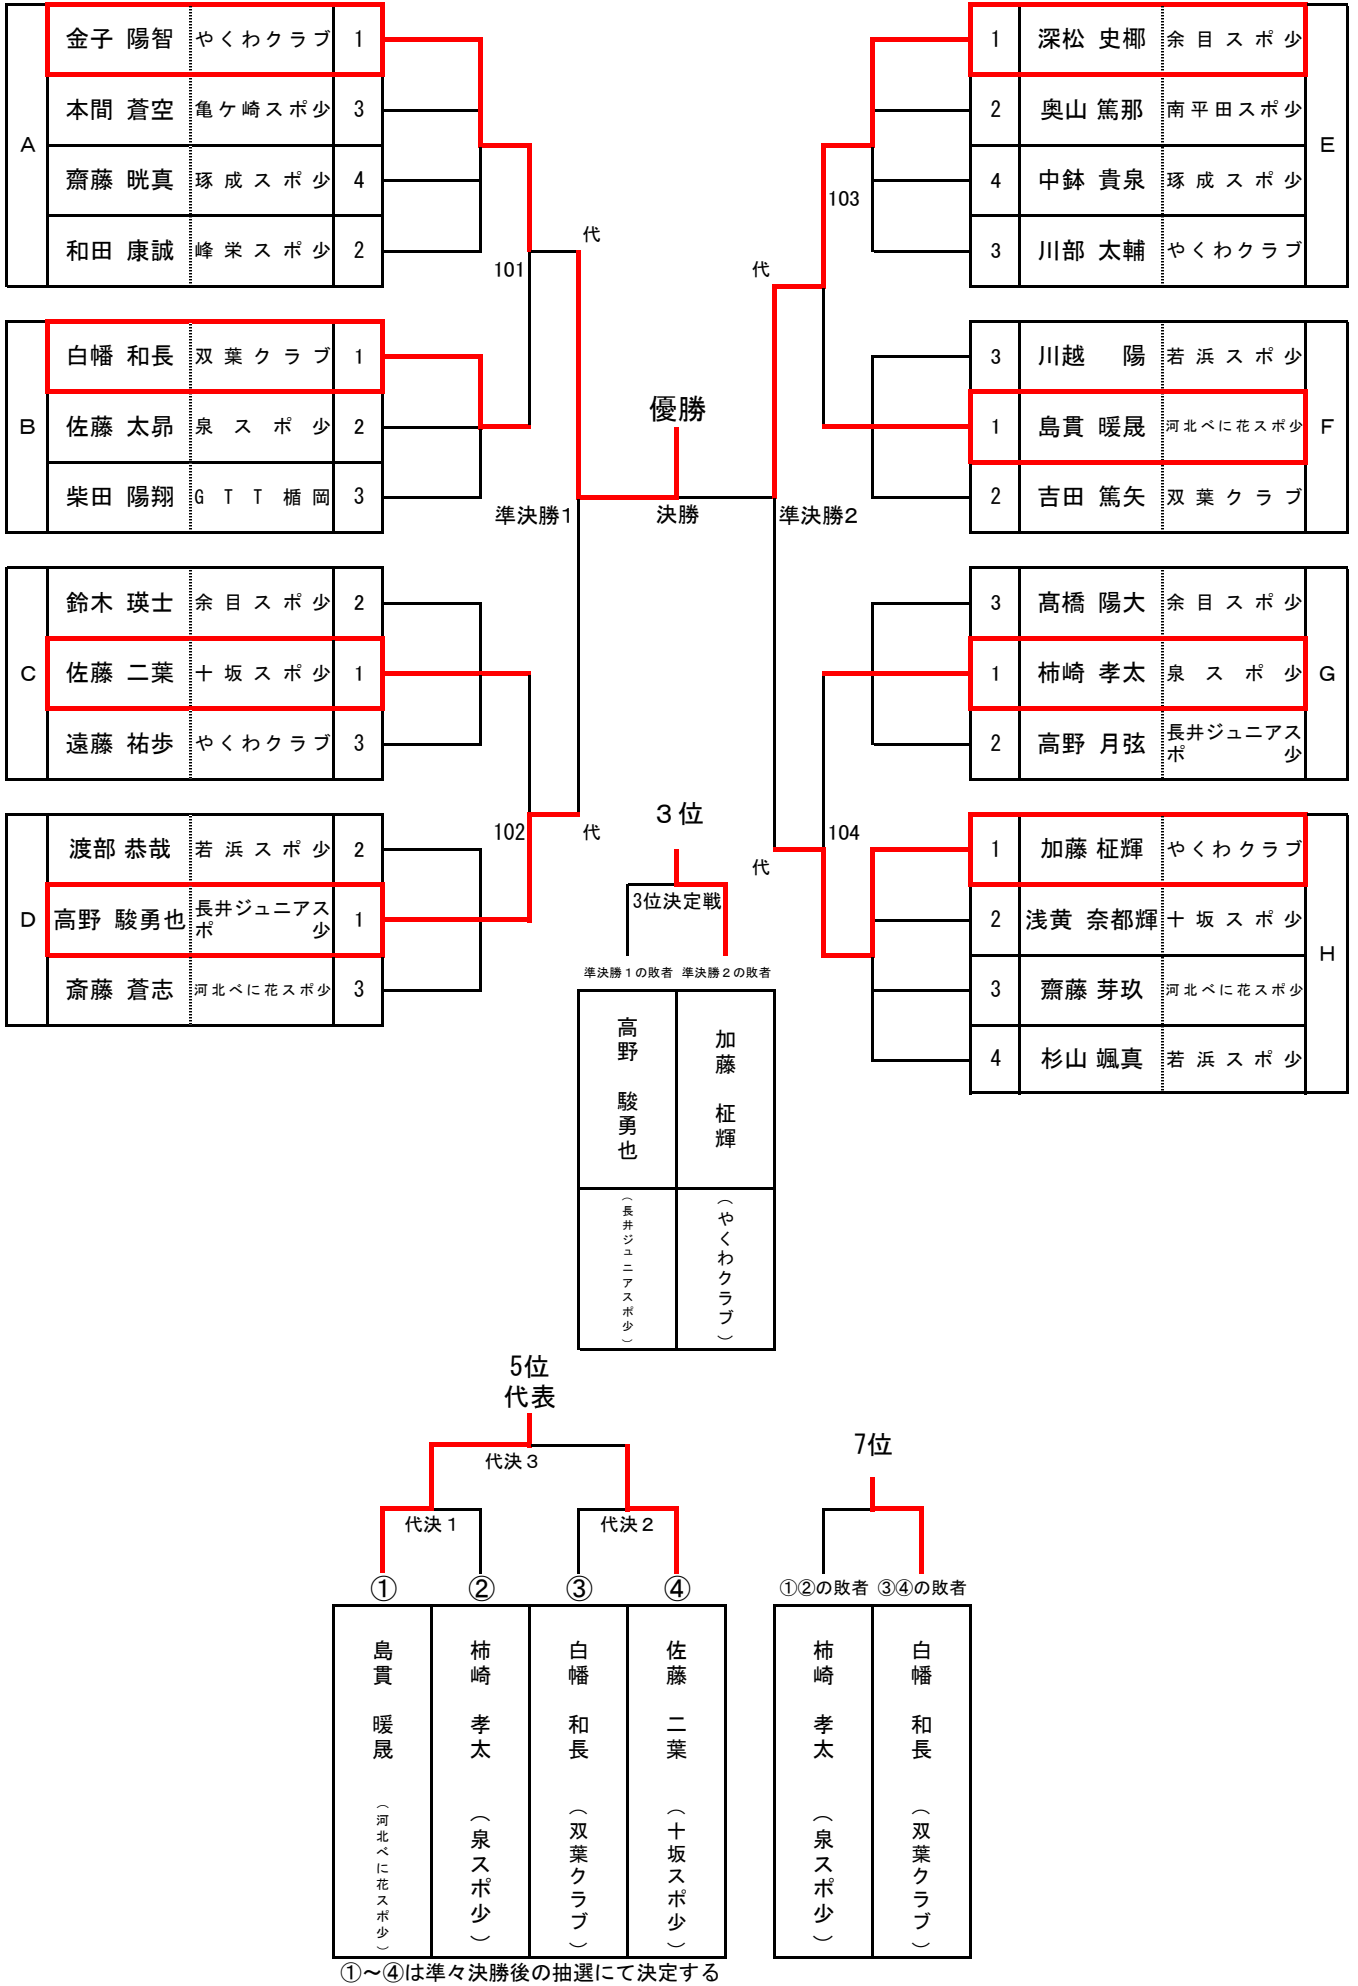 A
金子 陽智 やくわクラブ 1
本間 蒼空 亀ケ崎スポ少 3
齋藤 晄真 琢成スポ少 4
和田 康誠 峰栄スポ少 2
B
白幡 和長 双葉クラブ 1
佐藤 太昴 泉スポ少 2
柴田 陽翔 GTT楯岡 3
C
鈴木 瑛士 余目スポ少 2
佐藤 二葉 十坂スポ少 1
遠藤 祐歩 やくわクラブ 3
D
渡部 恭哉 若浜スポ少 2
高野 駿勇也 長井ジュニアス
ポ少 1
斎藤 蒼志 河北べに花スポ少 3
101
代
準決勝1
102
代
優勝
決勝
代
103
準決勝2
代
104
1 深松 史椰 余目スポ少
2 奥山 篤那 南平田スポ少
4 中鉢 貴泉 琢成スポ少
3 川部 太輔 やくわクラブ
E
3 川越 陽 若浜スポ少
1 島貫 暖晟 河北べに花スポ少
2 吉田 篤矢 双葉クラブ
F
3 髙橋 陽大 余目スポ少
1 柿崎 孝太 泉スポ少
2 高野 月弦 長井ジュニアス
ポ少
G
1 加藤 柾輝 やくわクラブ
2 浅黄 奈都輝 十坂スポ少
3 齋藤 芽玖 河北べに花スポ少
4 杉山 颯真 若浜スポ少
H
3位
3位決定戦
準決勝1の敗者 準決勝2の敗者
高野 駿勇也
(長井ジュニアスポ少)
加藤 柾輝
(やくわクラブ)
5位
代表
代決3
代決1
代決2
① ② ③ ④
島貫 暖晟 (河北べに花スポ少)
柿崎 孝太 (泉スポ少)
白幡 和長 (双葉クラブ)
佐藤 二葉 (十坂スポ少)
①~④は準々決勝後の抽選にて決定する
7位
①②の敗者 ③④の敗者
柿崎 孝太 (泉スポ少)
白幡 和長 (双葉クラブ)